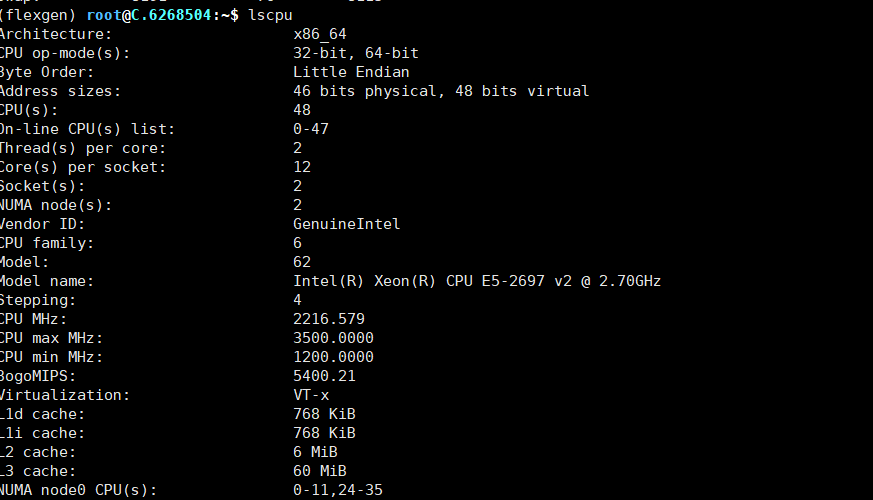 (flexgen) root@C.6268504:~$ lscpu
Architecture: x86_64
CPU op-mode(s): 32-bit, 64-bit
Byte Order: Little Endian
Address sizes: 46 bits physical, 48 bits virtual
CPU(s): 48
On-line CPU(s) list: 0-47
Thread(s) per core: 2
Core(s) per socket: 12
Socket(s): 2
NUMA node(s): 2
Vendor ID: GenuineIntel
CPU family: 6
Model: 62
Model name: Intel(R) Xeon(R) CPU E5-2697 v2 @ 2.70GHz
Stepping: 4
CPU MHz: 2216.579
CPU max MHz: 3500.0000
CPU min MHz: 1200.0000
BogoMIPS: 5400.21
Virtualization: VT-x
L1d cache: 768 KiB
L1i cache: 768 KiB
L2 cache: 6 MiB
L3 cache: 60 MiB
NUMA node0 CPU(s): 0-11,24-35